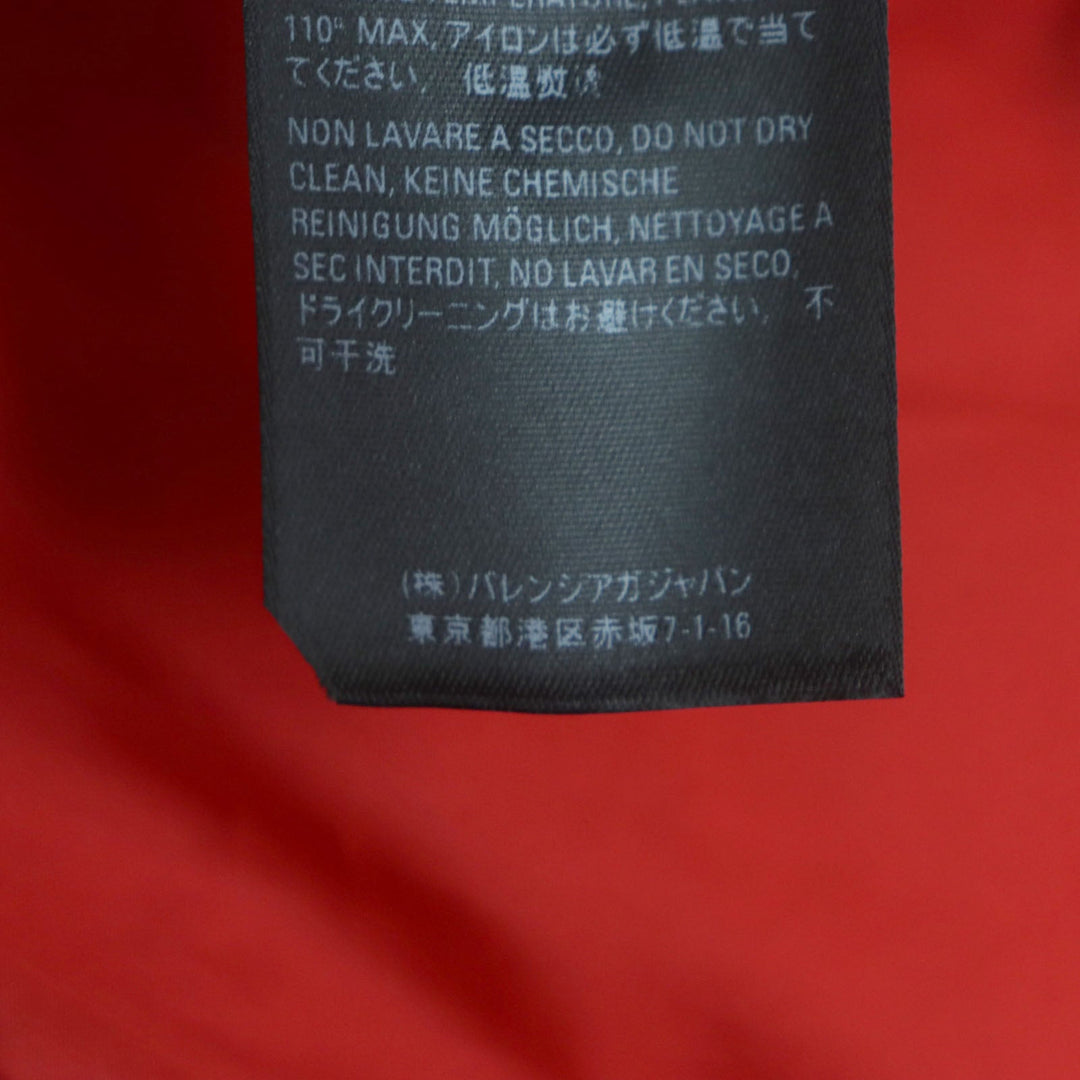 110° MAX, アイロンは必ず低温で当て
てください, 低温熨
NON LAVARE A SECCO, DO NOT DRY
CLEAN, KEINE CHEMISCHE
REINIGUNG MÖGLICH, NETTOYAGE A
SEC INTERDIT, NO LAVAR EN SECO,
ドライクリーニングはお避けください, 不
可干洗
(株)バレンシアガジャパン
東京都港区赤坂7-1-16